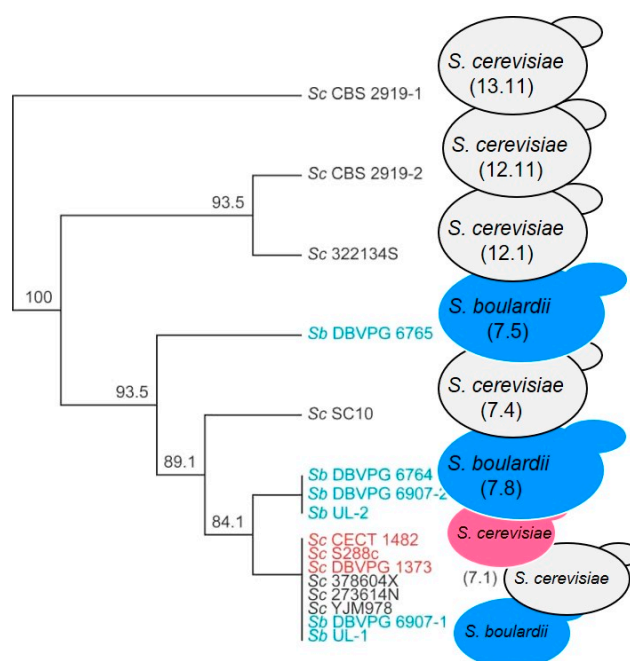 S. cerevisiae
(13.11)
Sc CBS 2919-1
S. cerevisiae
(12.11)
Sc CBS 2919-2
93.5
S. cerevisiae
(12.1)
Sc 322134S
100
S. boulardii
(7.5)
Sb DBVPG 6765
93.5
S. cerevisiae
(7.4)
Sc SC10
89.1
S. boulardii
(7.8)
Sb DBVPG 6764
Sb DBVPG 6907-2
Sb UL-2
84.1
S. cerevisiae
Sc CECT 1482
Sc S288c
Sc DBVPG 1373
Sc 378604X
Sc 273614N
Sc YJM978
Sb DBVPG 6907-1
Sb UL-1
(7.1)
S. cerevisiae
S. boulardii